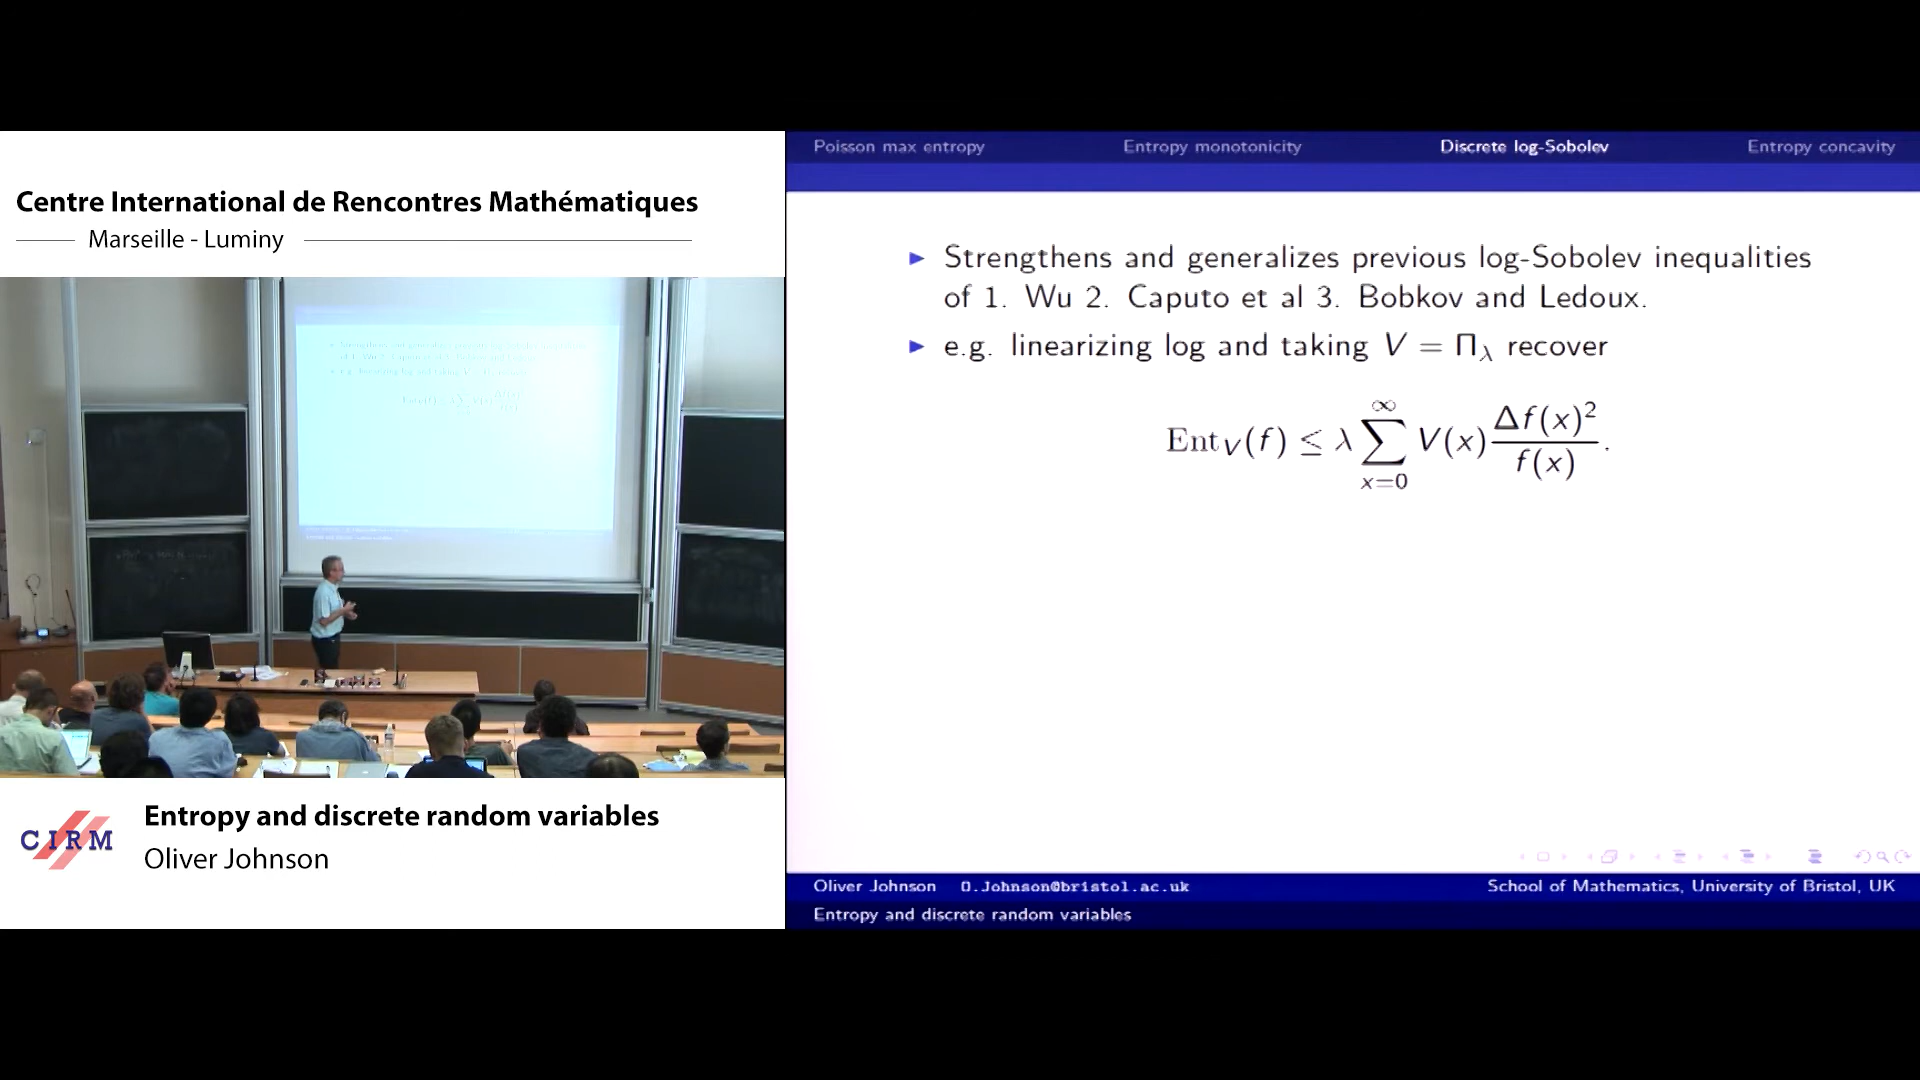 Centre International de Rencontres Mathématiques
Marseille - Luminy
CIRM
Entropy and discrete random variables
Oliver Johnson
Poisson max entropy Entropy monotonicity Discrete log-Sobolev Entropy concavity
▶ Strengthens and generalizes previous log-Sobolev inequalities
of 1. Wu 2. Caputo et al 3. Bobkov and Ledoux.
▶ e.g. linearizing log and taking V = Π_λ recover
Ent_V(f) ≤ λ ∑_{x=0}^{∞} V(x) Δf(x)² / f(x).
Oliver Johnson O.Johnson@bristol.ac.uk School of Mathematics, University of Bristol, UK
Entropy and discrete random variables